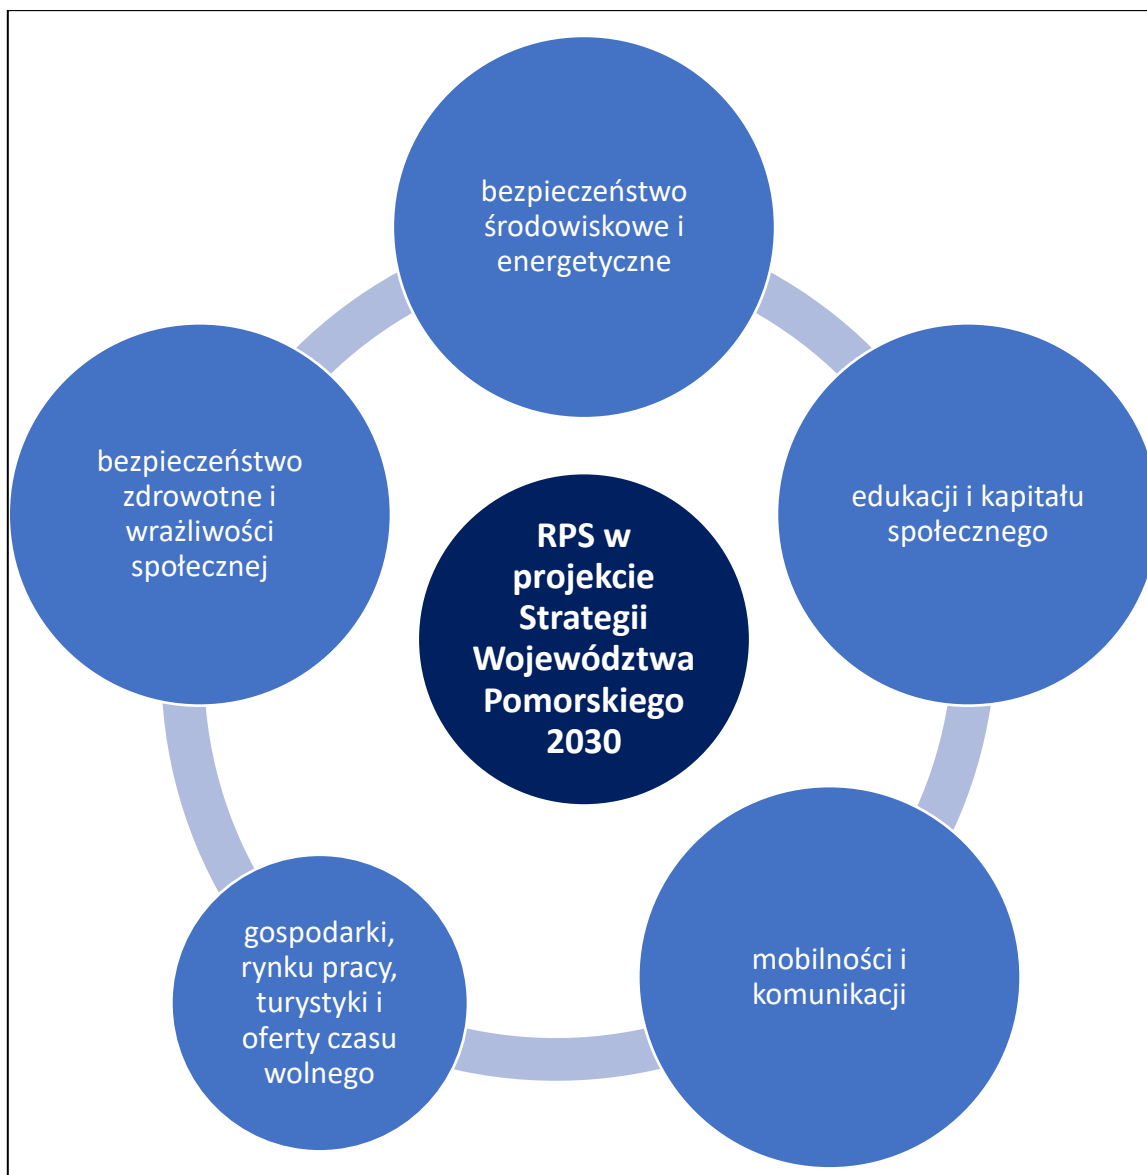 bezpieczeństwo
środowiskowe i
energetyczne
edukacji i kapitału
społecznego
mobilności i
komunikacji
gospodarki,
rynku pracy,
turystyki i
oferty czasu
wolnego
bezpieczeństwo
zdrowotne i
wrażliwości
społecznej
RPS w
projekcie
Strategii
Województwa
Pomorskiego
2030